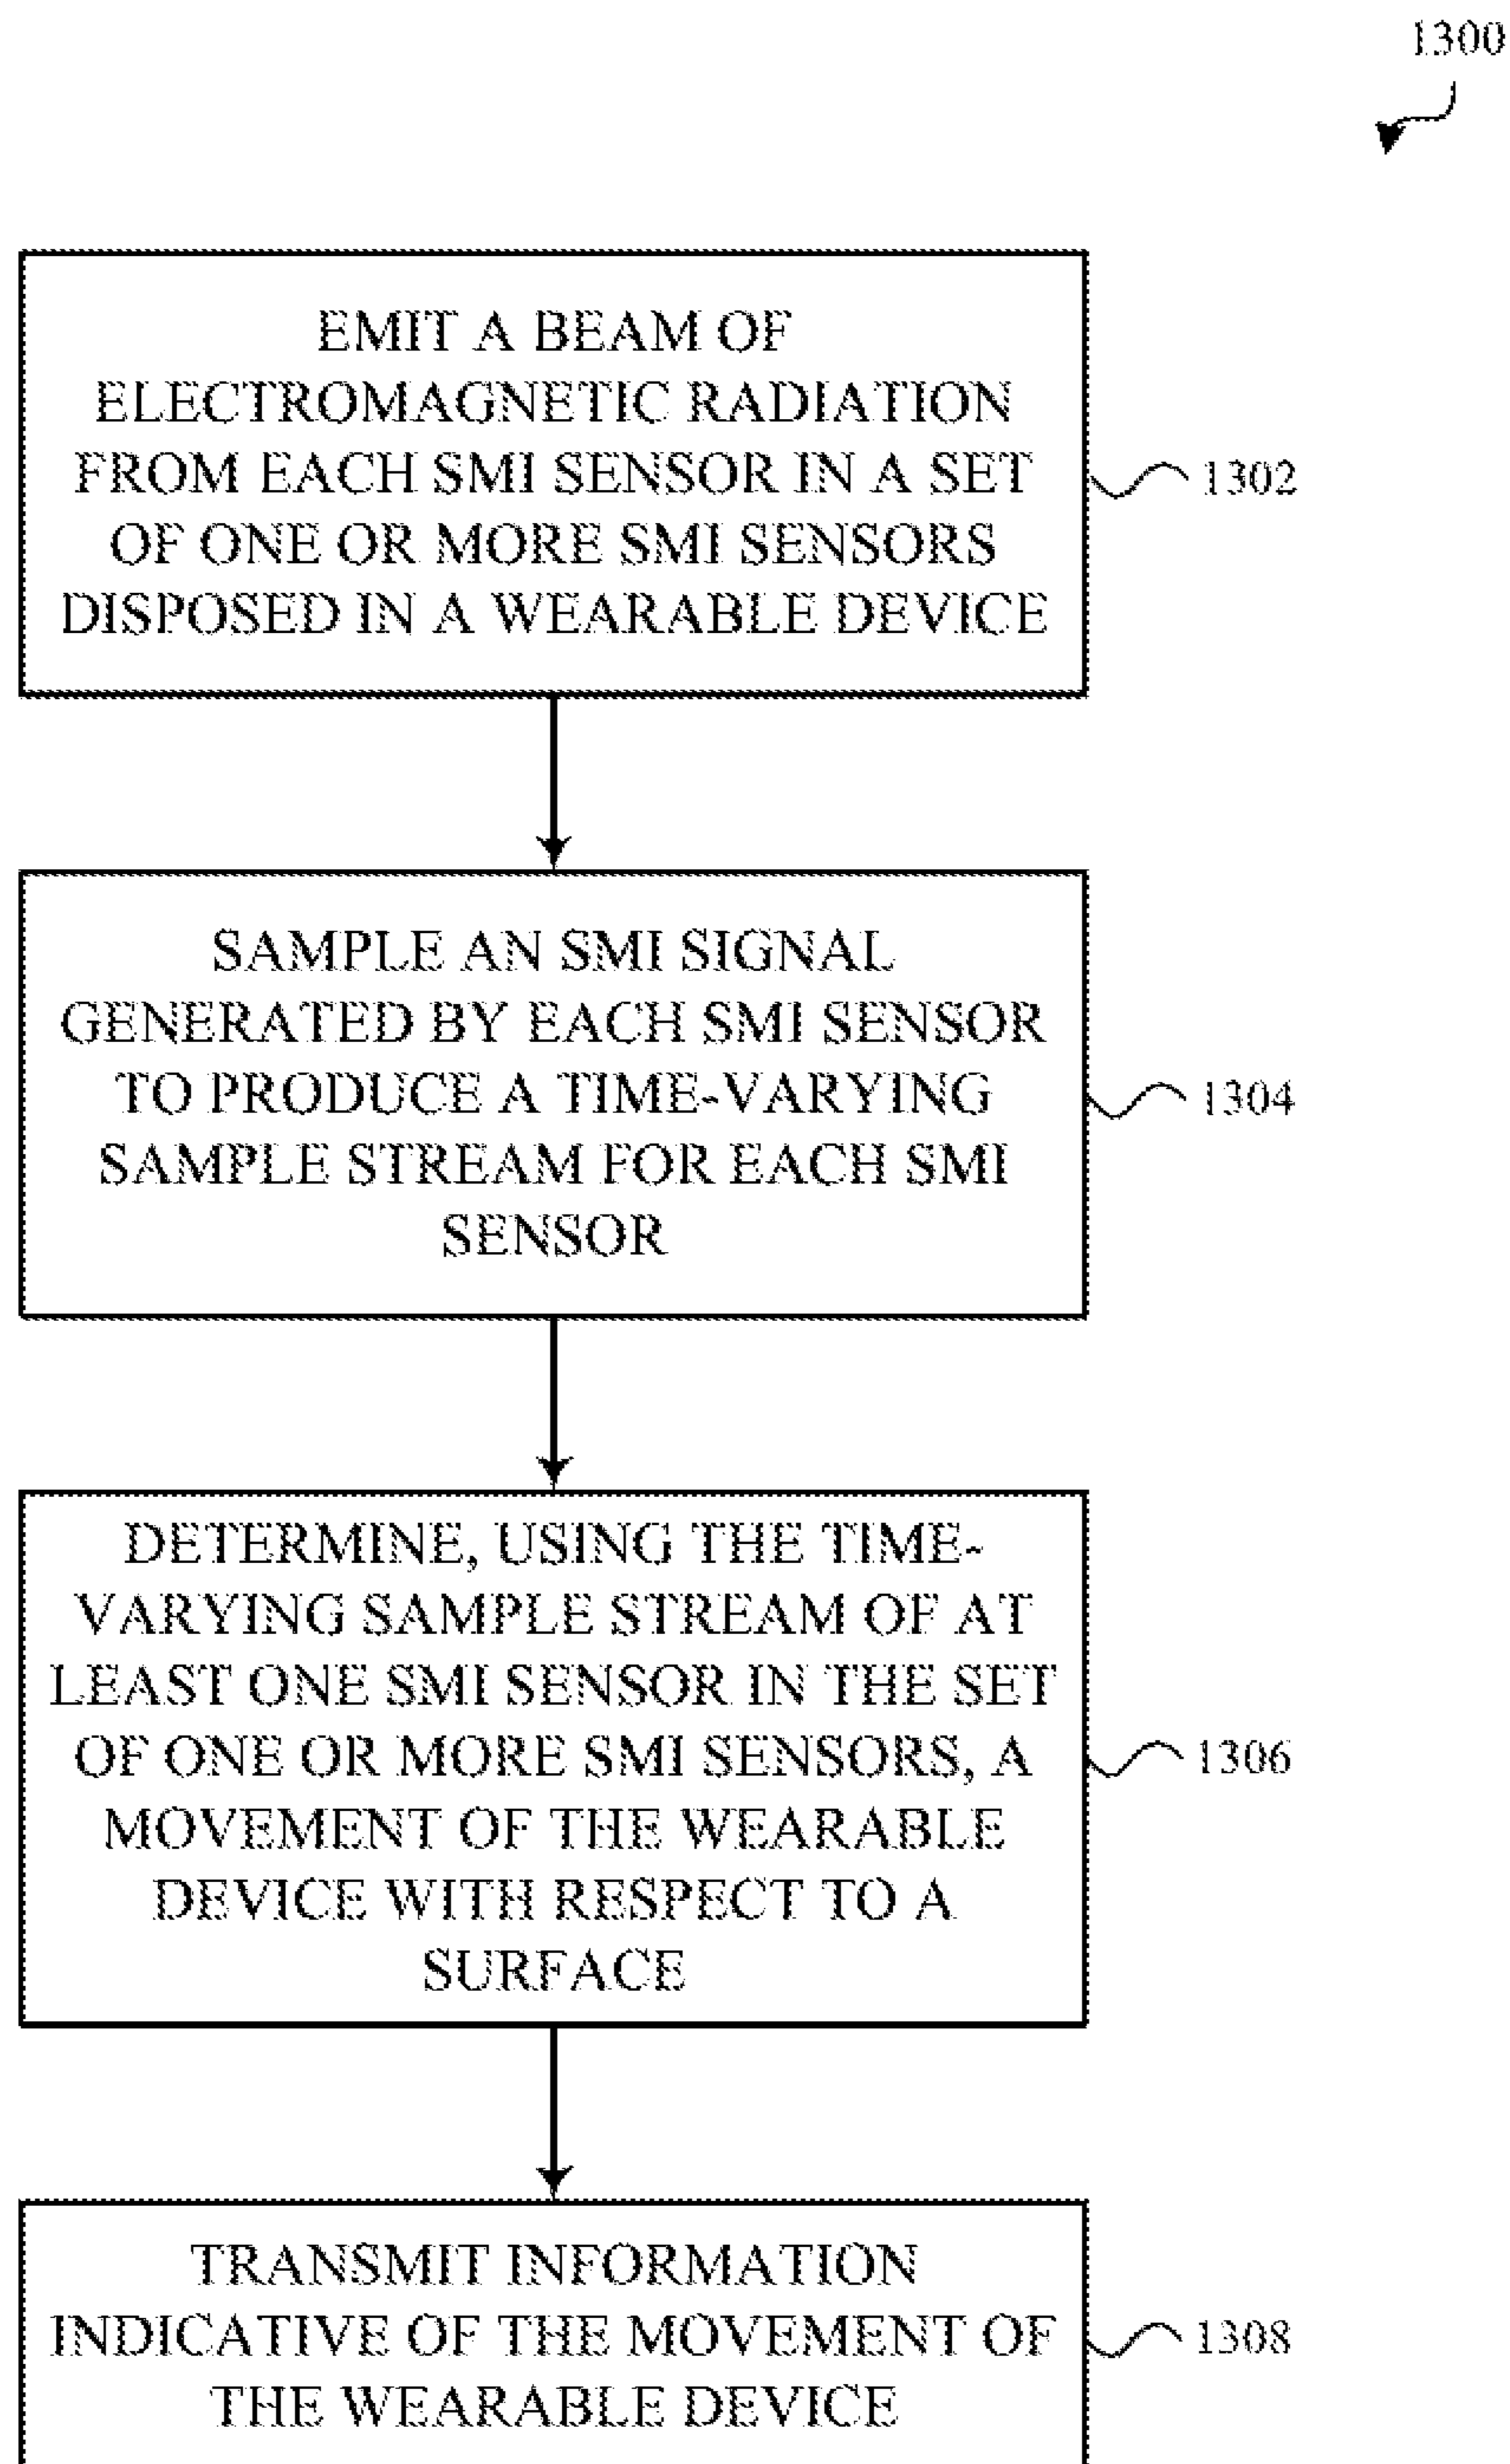 1300
EMIT A BEAM OF
ELECTROMAGNETIC RADIATION
FROM EACH SMI SENSOR IN A SET
OF ONE OR MORE SMI SENSORS
DISPOSED IN A WEARABLE DEVICE
1302
SAMPLE AN SMI SIGNAL
GENERATED BY EACH SMI SENSOR
TO PRODUCE A TIME-VARYING
SAMPLE STREAM FOR EACH SMI
SENSOR
1304
DETERMINE, USING THE TIME-
VARYING SAMPLE STREAM OF AT
LEAST ONE SMI SENSOR IN THE SET
OF ONE OR MORE SMI SENSORS, A
MOVEMENT OF THE WEARABLE
DEVICE WITH RESPECT TO A
SURFACE
1306
TRANSMIT INFORMATION
INDICATIVE OF THE MOVEMENT OF
THE WEARABLE DEVICE
1308